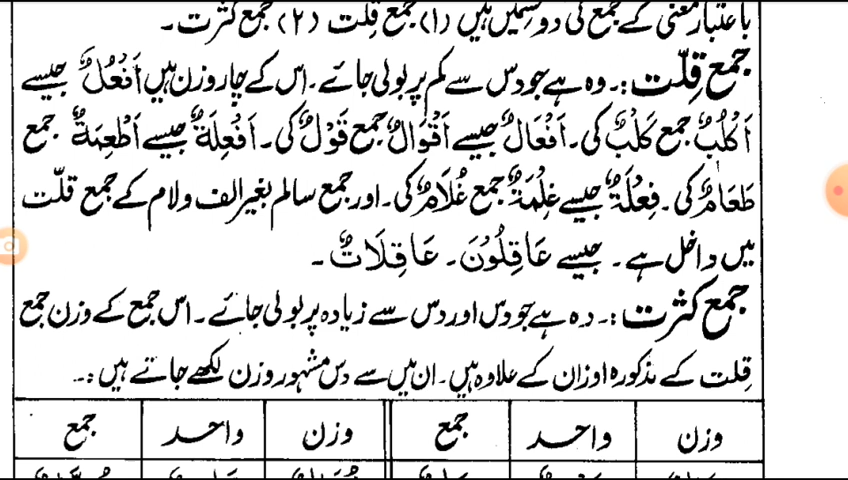 باعتبار معنی کے جمع کی دو قسمیں ہیں (۱) جمع قلت (۲) جمع کثرت۔
جمع قِلّت :۔ وہ ہے جو دس سے کم پر بولی جائے۔ اس کے چار وزن ہیں اَفْعُلٌ جیسے
اَکْلُبٌ جمع کَلْبٌ کی۔ اَفْعَالٌ جیسے اَقْوَالٌ جمع قَوْلٌ کی۔ اَفْعِلَةٌ جیسے اَطْعِمَةٌ جمع
طَعَامٌ کی۔ فِعْلَةٌ جیسے غِلْمَةٌ جمع غُلَامٌ کی۔ اور جمع سالم بغیر الف ولام کے جمع قلّت
میں داخل ہے۔ جیسے عَاقِلُوْنَ۔ عَاقِلَاتٌ۔
جمع کثرت :۔ وہ ہے جو دس اور دس سے زیادہ پر بولی جائے۔ اس جمع کے وزن جمع
قِلت کے مذکورہ اوزان کے علاوہ ہیں۔ ان میں سے دس مشہور وزن لکھے جاتے ہیں :۔
وزن واحد جمع وزن واحد جمع